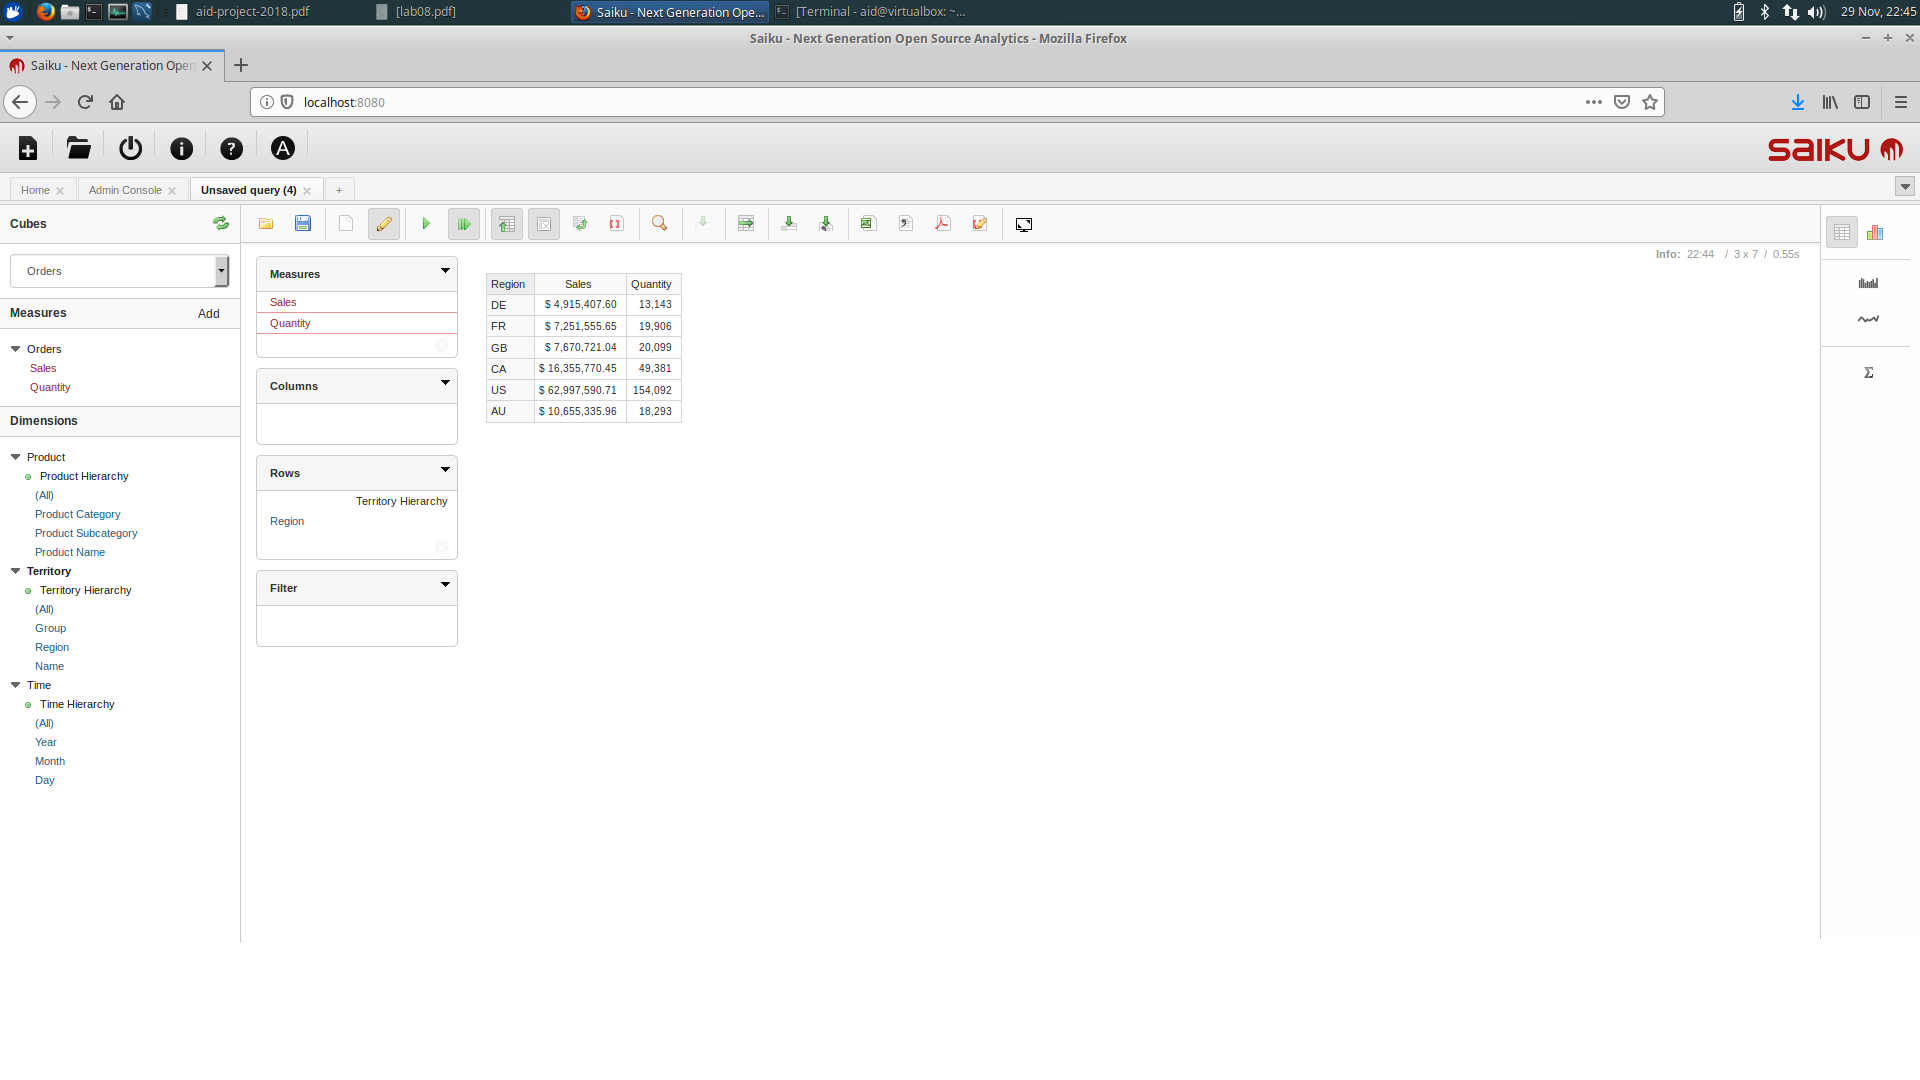 aid-project-2018.pdf [lab08.pdf] Saiku - Next Generation Ope... [Terminal - aid@virtualbox: ~... 29 Nov, 22:45
Saiku - Next Generation Open Source Analytics - Mozilla Firefox
Saiku - Next Generation Open
localhost:8080
saiku
Home Admin Console Unsaved query (4) +
Cubes
Orders
Measures Add
Orders
Sales
Quantity
Dimensions
Product
Product Hierarchy
(All)
Product Category
Product Subcategory
Product Name
Territory
Territory Hierarchy
(All)
Group
Region
Name
Time
Time Hierarchy
(All)
Year
Month
Day
Measures
Sales
Quantity
Columns
Rows
Territory Hierarchy
Region
Filter
Info: 22:44 / 3 x 7 / 0.55s
Region Sales Quantity
DE $ 4,915,407.60 13,143
FR $ 7,251,555.65 19,906
GB $ 7,670,721.04 20,099
CA $ 16,355,770.45 49,381
US $ 62,997,590.71 154,092
AU $ 10,655,335.96 18,293